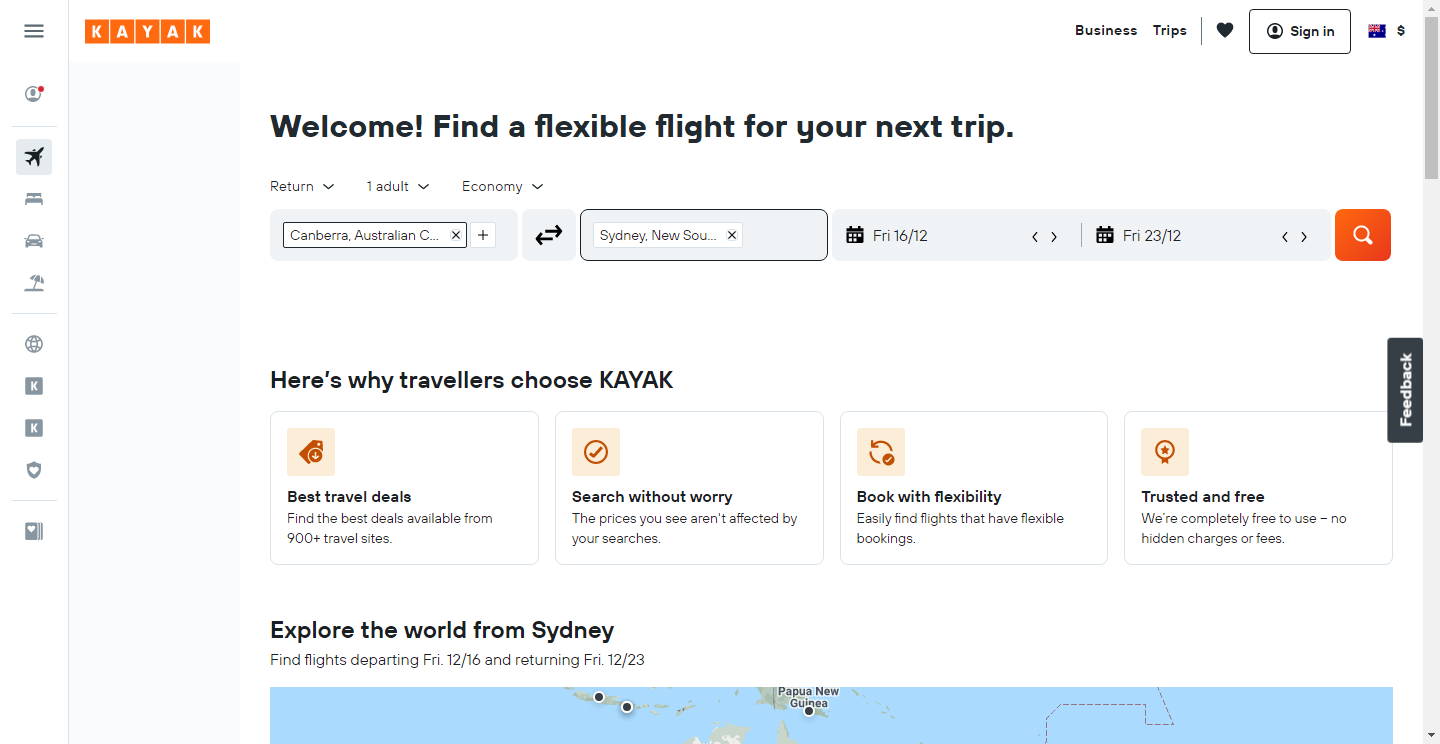 KAYAK
Business
Trips
Sign in
$
Welcome! Find a flexible flight for your next trip.
Return
1 adult
Economy
Canberra, Australian C...
Sydney, New Sou...
Fri 16/12
Fri 23/12
Feedback
Here's why travellers choose KAYAK
Best travel deals
Find the best deals available from
900+ travel sites.
Search without worry
The prices you see aren't affected by
your searches.
Book with flexibility
Easily find flights that have flexible
bookings.
Trusted and free
We're completely free to use – no
hidden charges or fees.
K
K
Explore the world from Sydney
Find flights departing Fri. 12/16 and returning Fri. 12/23
Papua New
Guinea